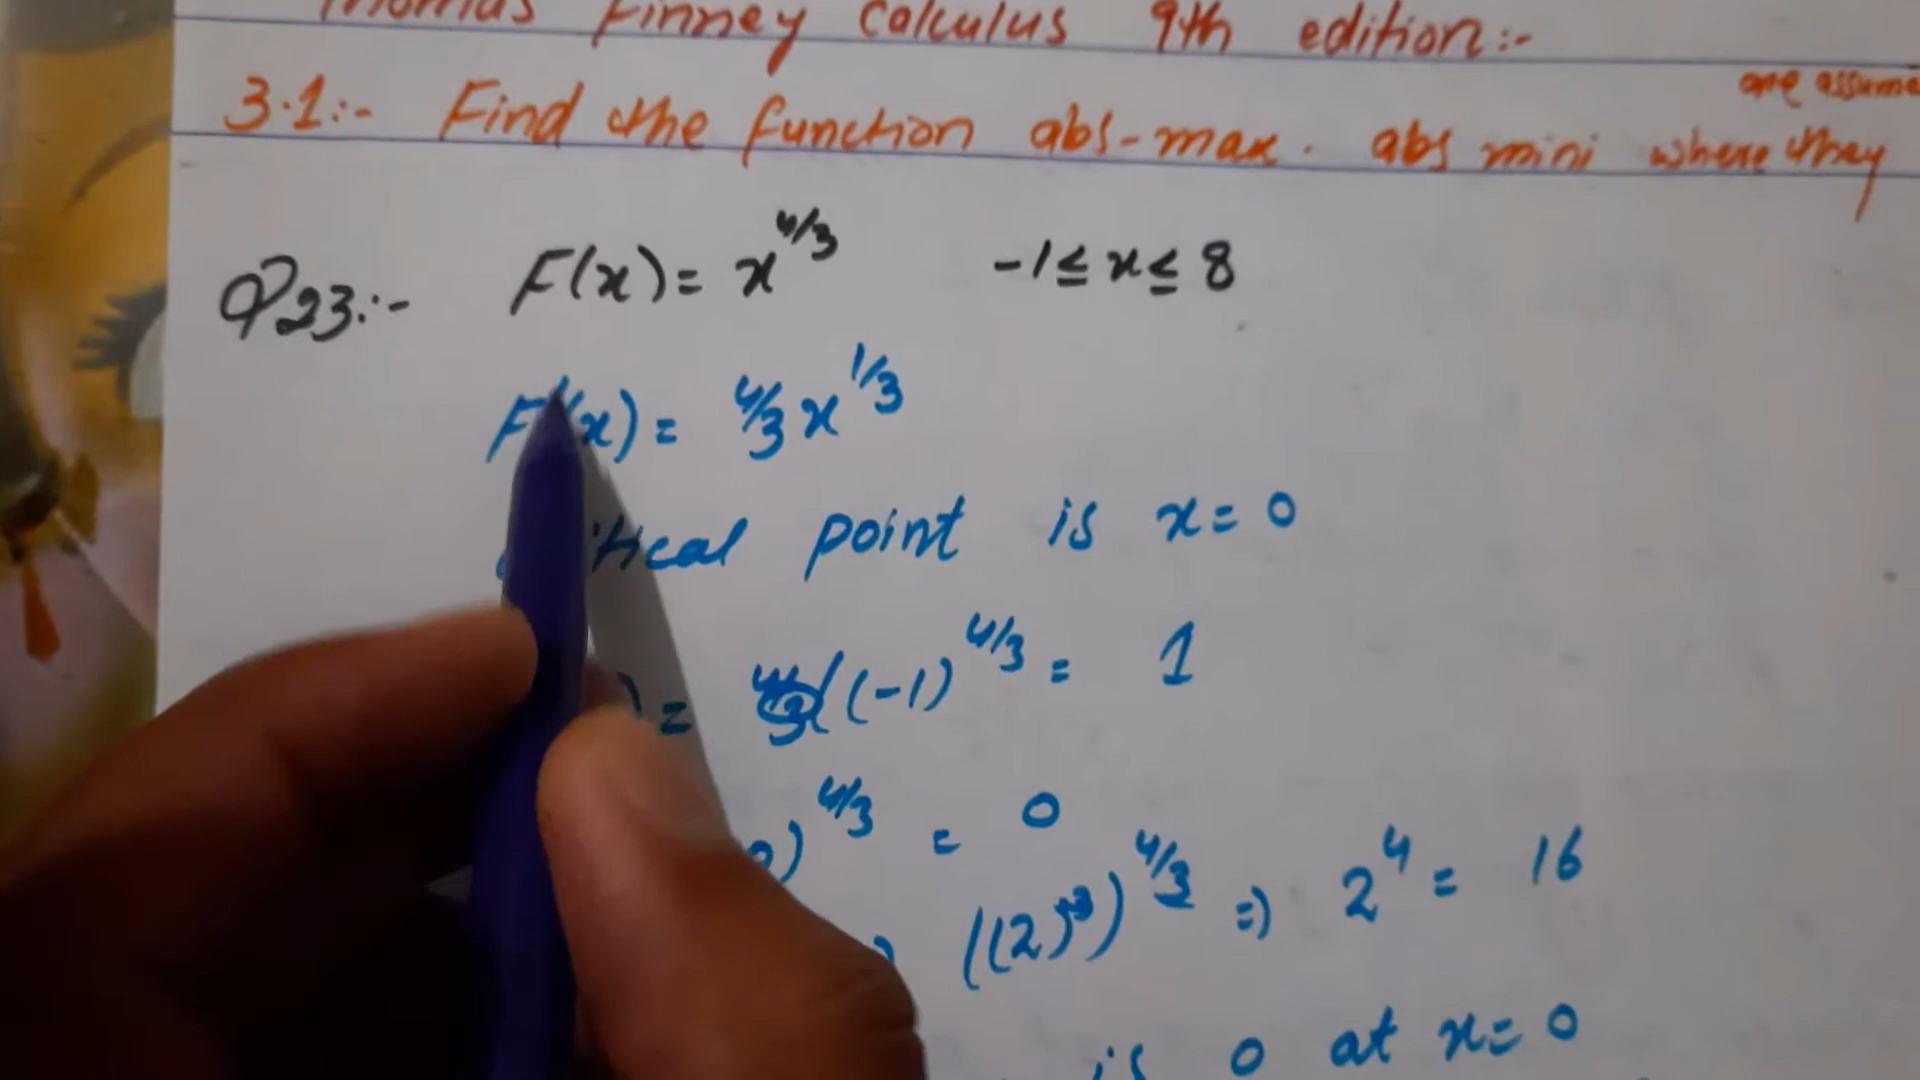 Thomas Finney Calculus 9th edition:-
are assume
3.1:- Find the function abs-max. abs mini where they
Q23:- F(x) = x^4/3 -1 ≤ x ≤ 8
F'(x) = 4/3 x^1/3
point is x = 0
) = (-1)^4/3 = 1
)^4/3 = 0
((2)^3)^4/3 => 2^4 = 16
is 0 at x = 0